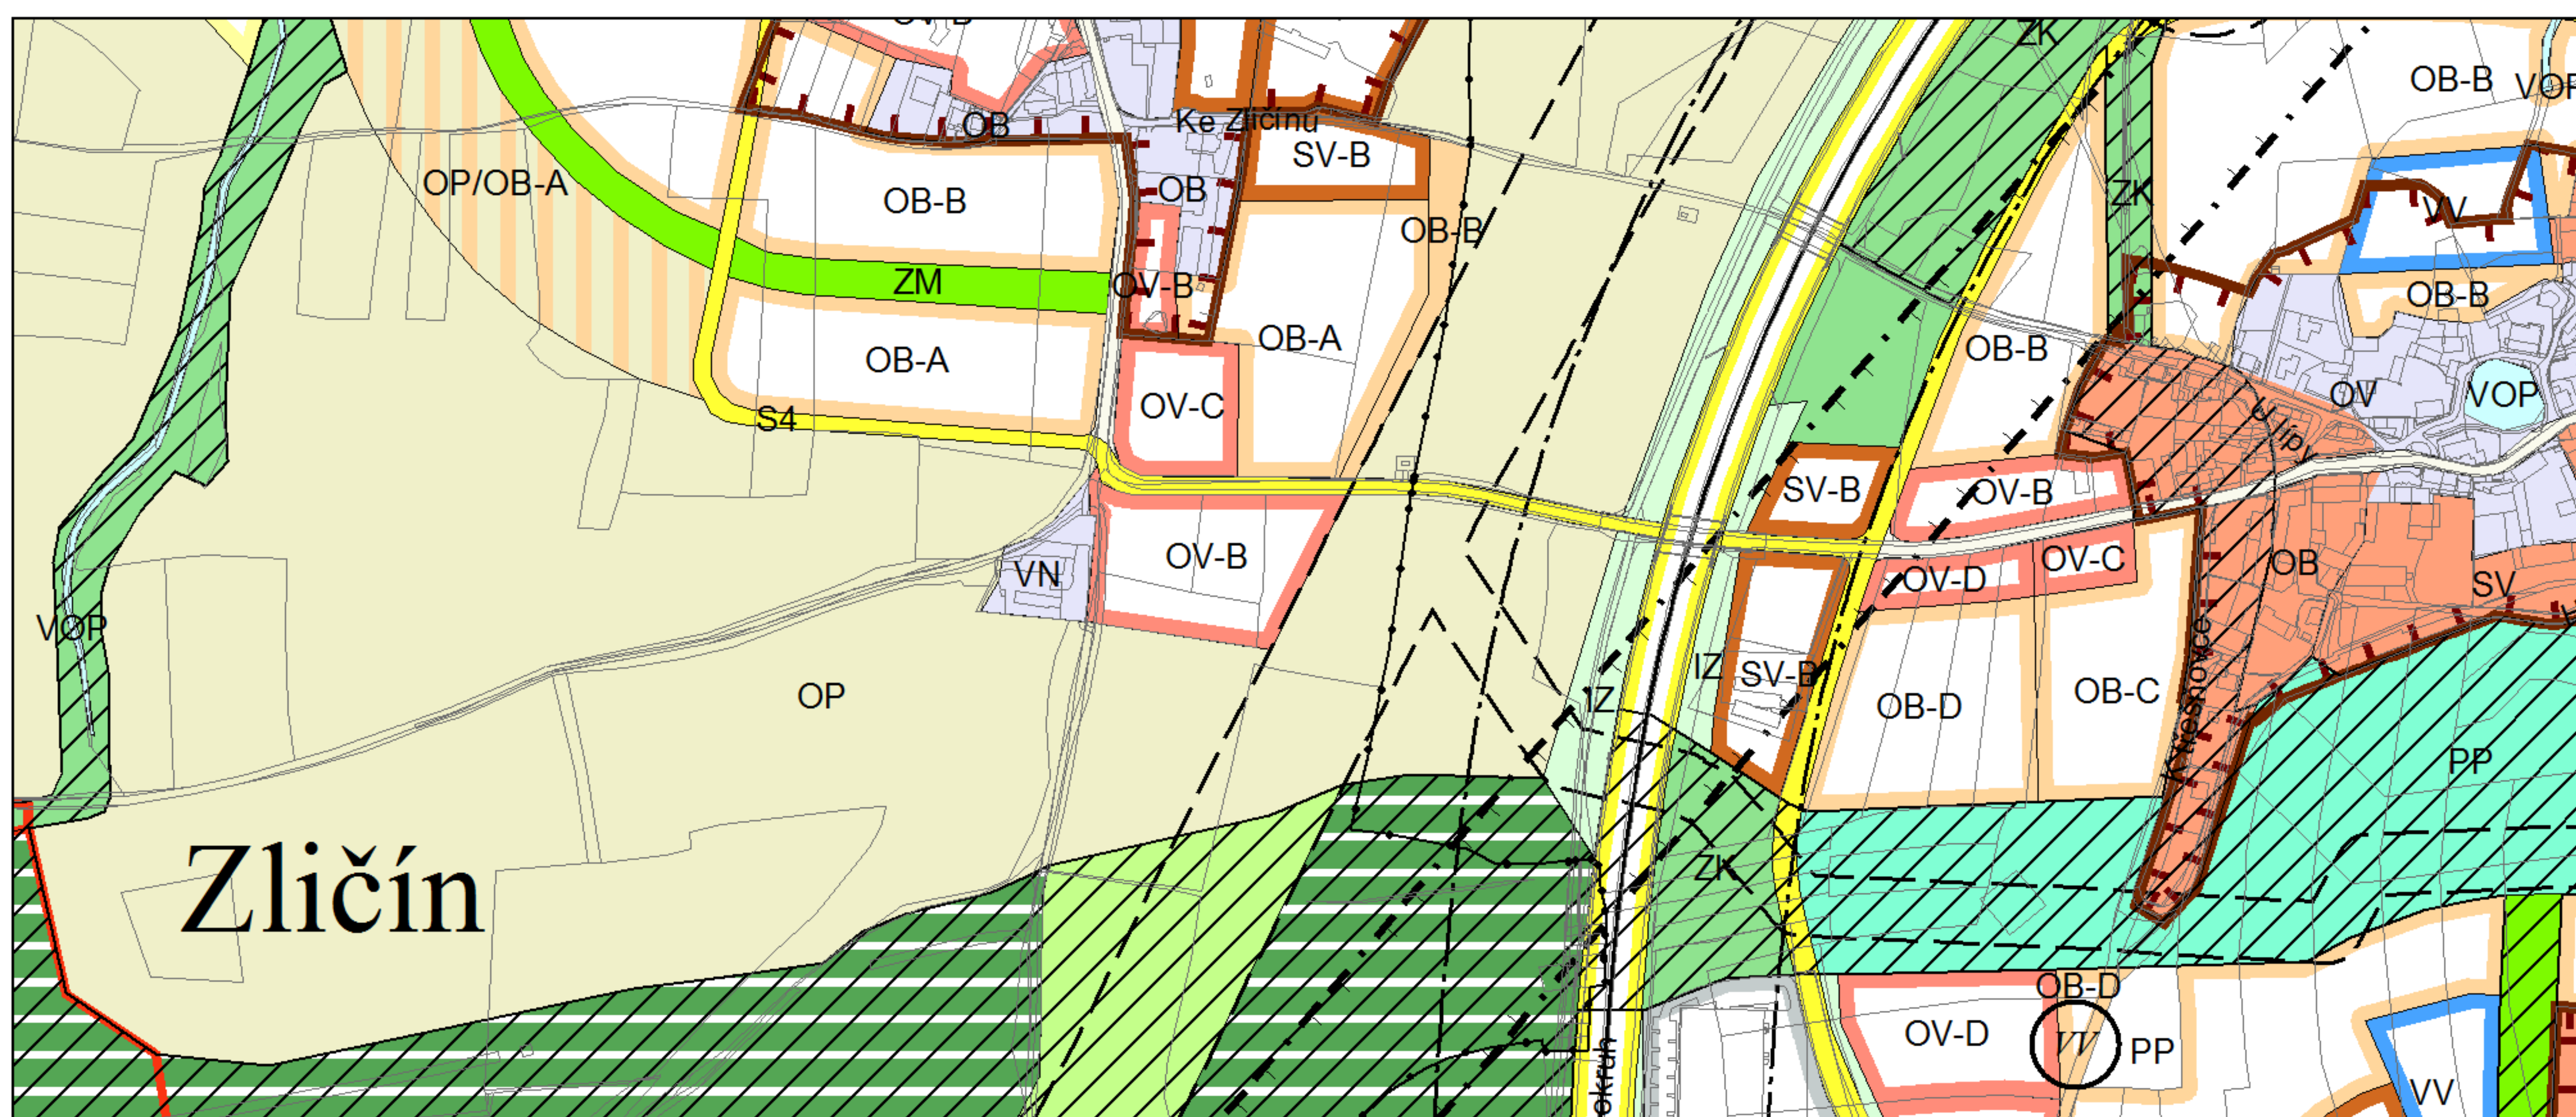 ZK
OB-B
VOP
OB
Ke Zličínu
SV-B
OP/OB-A
OB-B
OB
ZK
VV
OB-B
ZM
OV-B
OB-B
OB-A
OB-B
OB-A
OV-C
OV
VOP
S4
U lípy
SV-B
OV-B
OV-B
VN
OV-D
OV-C
OB
SV
VOP
OP
IZ
SV-B
IZ
OB-D
OB-C
PP
ZK
Zličín
OB-D
OV-D
VV
PP
okruh
VV